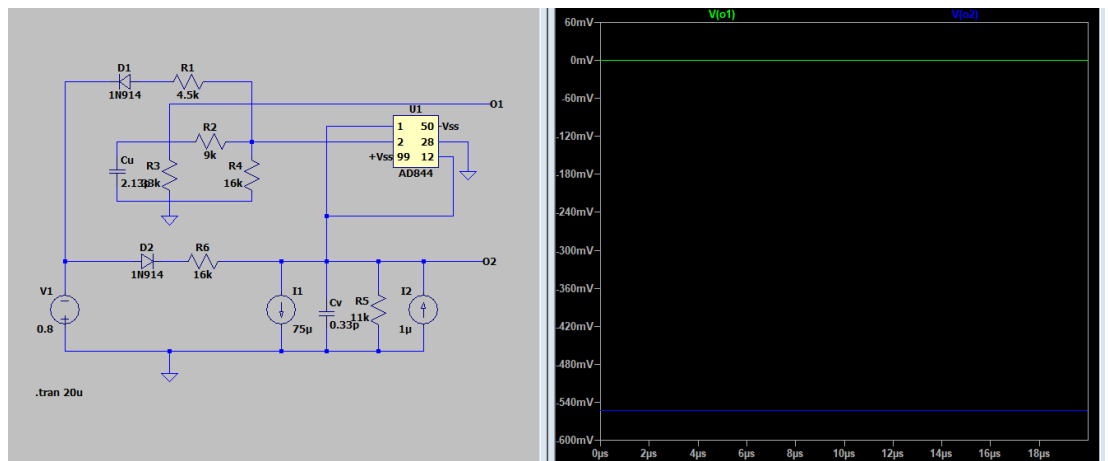 V(o1)
V(o2)
60mV
0mV
-60mV
-120mV
-180mV
-240mV
-300mV
-360mV
-420mV
-480mV
-540mV
-600mV
0µs
2µs
4µs
6µs
8µs
10µs
12µs
14µs
16µs
18µs
D1
1N914
R1
4.5k
O1
U1
1
50
-Vss
2
28
+Vss
99
12
AD844
R2
9k
Cu
2.13p
R3
33k
R4
16k
D2
1N914
R6
16k
O2
V1
0.8
I1
75µ
Cv
0.33p
R5
11k
I2
1µ
.tran 20u